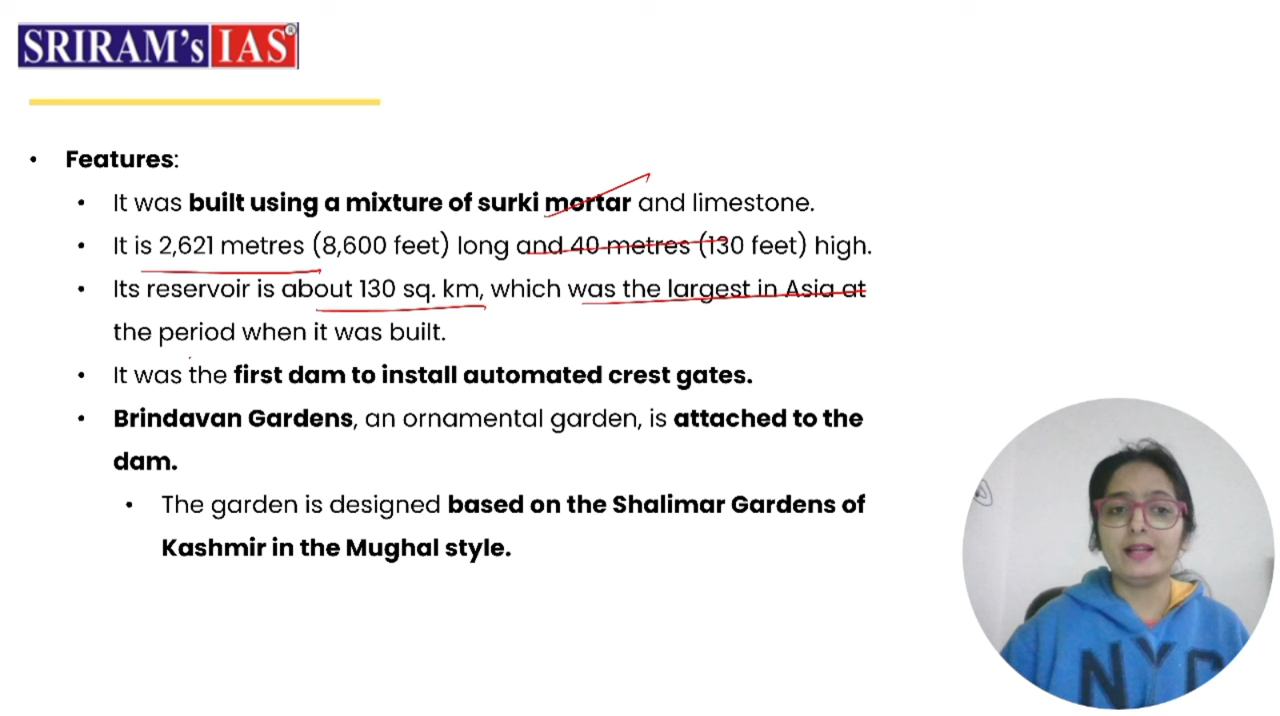 SRIRAM's IAS®
• Features:
• It was built using a mixture of surki mortar and limestone.
• It is 2,621 metres (8,600 feet) long and 40 metres (130 feet) high.
• Its reservoir is about 130 sq. km, which was the largest in Asia at
the period when it was built.
• It was the first dam to install automated crest gates.
• Brindavan Gardens, an ornamental garden, is attached to the
dam.
• The garden is designed based on the Shalimar Gardens of
Kashmir in the Mughal style.